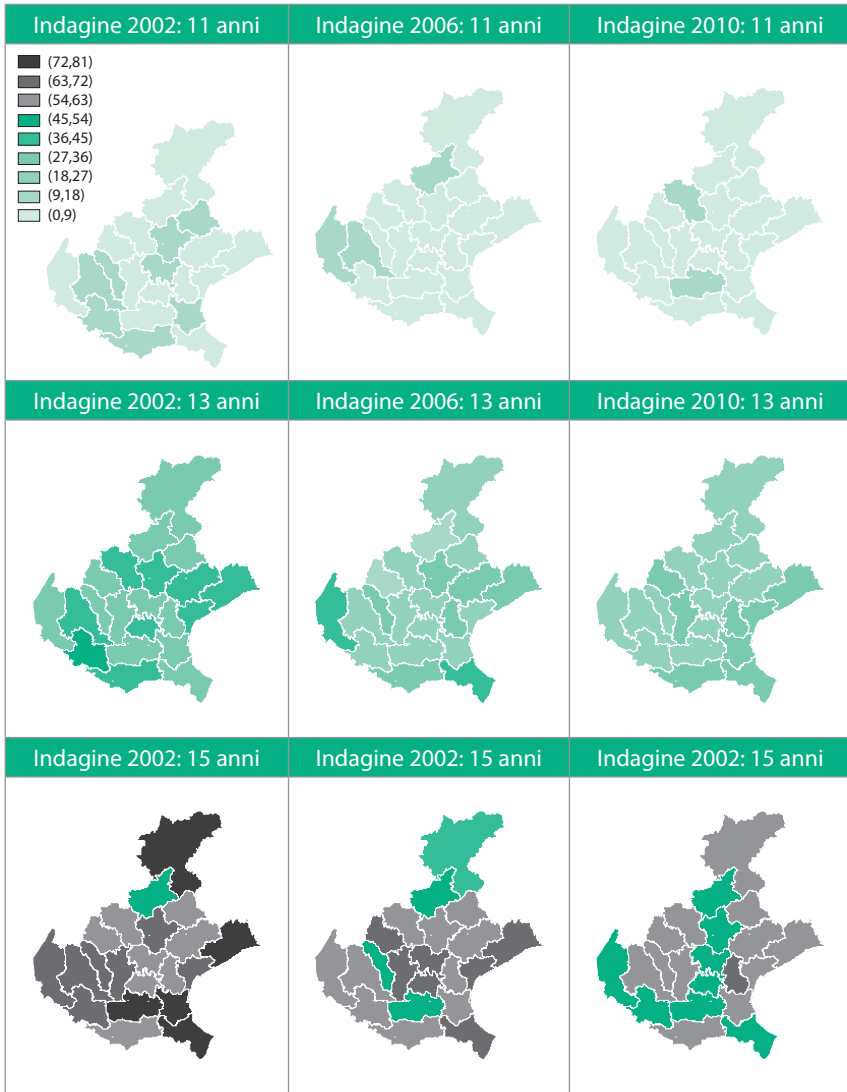 Indagine 2002: 11 anni
Indagine 2006: 11 anni
Indagine 2010: 11 anni
(72,81)
(63,72)
(54,63)
(45,54)
(36,45)
(27,36)
(18,27)
(9,18)
(0,9)
Indagine 2002: 13 anni
Indagine 2006: 13 anni
Indagine 2010: 13 anni
Indagine 2002: 15 anni
Indagine 2002: 15 anni
Indagine 2002: 15 anni